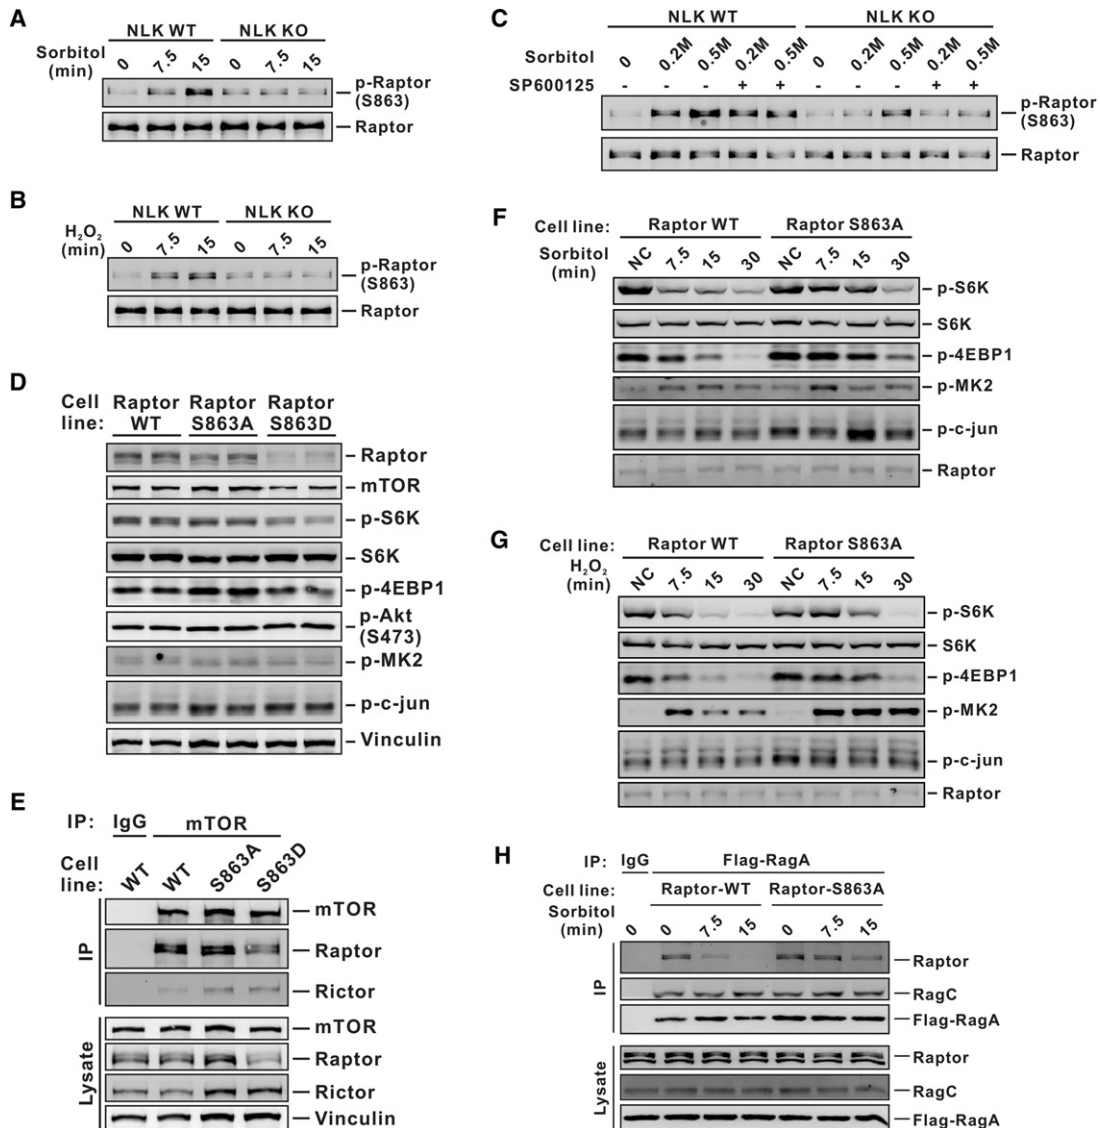 A
NLK WT NLK KO
Sorbitol
(min) 0 7.5 15 0 7.5 15
p-Raptor
(S863)
Raptor
B
NLK WT NLK KO
H₂O₂
(min) 0 7.5 15 0 7.5 15
p-Raptor
(S863)
Raptor
C
NLK WT NLK KO
Sorbitol 0 0.2M 0.5M 0.2M 0.5M 0 0.2M 0.5M 0.2M 0.5M
SP600125 - - - + + - - - + +
p-Raptor
(S863)
Raptor
D
Cell
line:
Raptor
WT
Raptor
S863A
Raptor
S863D
Raptor
mTOR
p-S6K
S6K
p-4EBP1
p-Akt
(S473)
p-MK2
p-c-jun
Vinculin
E
IP: IgG mTOR
Cell
line: WT WT S863A S863D
IP
mTOR
Raptor
Rictor
Lysate
mTOR
Raptor
Rictor
Vinculin
F
Cell line: Raptor WT Raptor S863A
Sorbitol
(min) NC 7.5 15 30 NC 7.5 15 30
p-S6K
S6K
p-4EBP1
p-MK2
p-c-jun
Raptor
G
Cell line: Raptor WT Raptor S863A
H₂O₂
(min) NC 7.5 15 30 NC 7.5 15 30
p-S6K
S6K
p-4EBP1
p-MK2
p-c-jun
Raptor
H
IP: IgG Flag-RagA
Cell line: Raptor-WT Raptor-S863A
Sorbitol
(min) 0 0 7.5 15 0 7.5 15
IP
Raptor
RagC
Flag-RagA
Lysate
Raptor
RagC
Flag-RagA